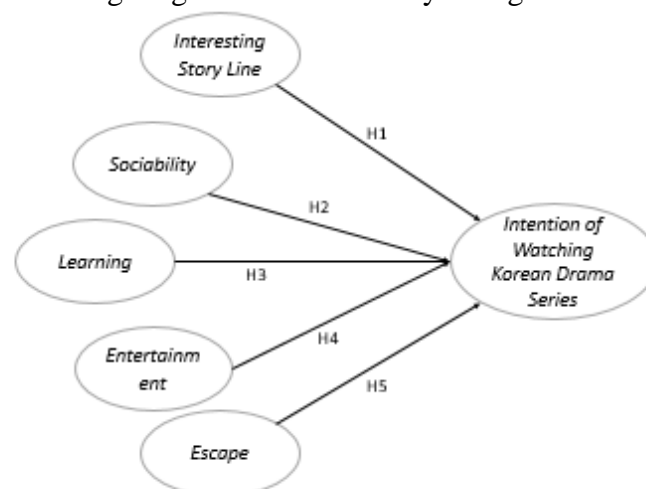 Interesting
Story Line
H1
Sociability
H2
Intention of
Watching
Korean Drama
Series
Learning
H3
Entertainm
ent
H4
H5
Escape